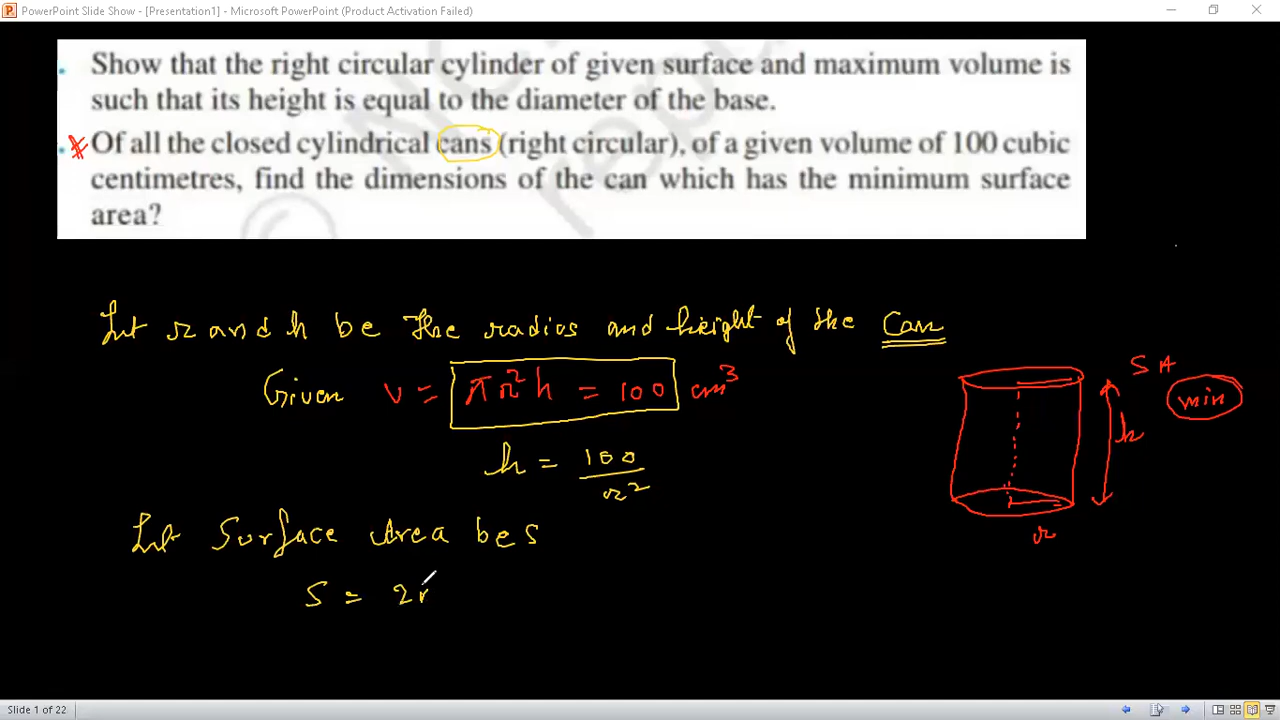 PowerPoint Slide Show - [Presentation1] - Microsoft PowerPoint (Product Activation Failed)
Show that the right circular cylinder of given surface and maximum volume is
such that its height is equal to the diameter of the base.
Of all the closed cylindrical cans (right circular), of a given volume of 100 cubic
centimetres, find the dimensions of the can which has the minimum surface
area?
Let r and h be the radius and height of the Can
Given V = πr²h = 100 cm³
h = 100/r²
Let Surface Area be S
S = 2
SA
min
h
r
Slide 1 of 22